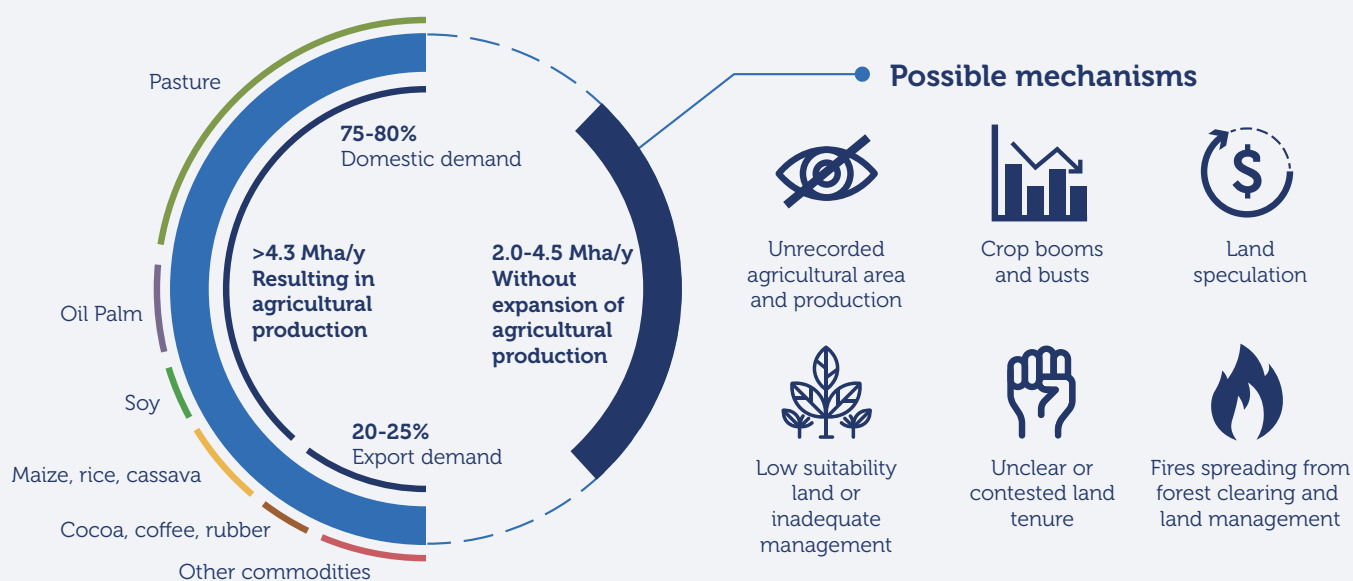 Pasture
75-80%
Domestic demand
>4.3 Mha/y
Resulting in
agricultural
production
2.0-4.5 Mha/y
Without
expansion of
agricultural
production
Oil Palm
Soy
20-25%
Export demand
Maize, rice, cassava
Cocoa, coffee, rubber
Other commodities
Possible mechanisms
Unrecorded
agricultural area
and production
Crop booms
and busts
$
Land
speculation
Low suitability
land or
inadequate
management
Unclear or
contested land
tenure
Fires spreading from
forest clearing and
land management